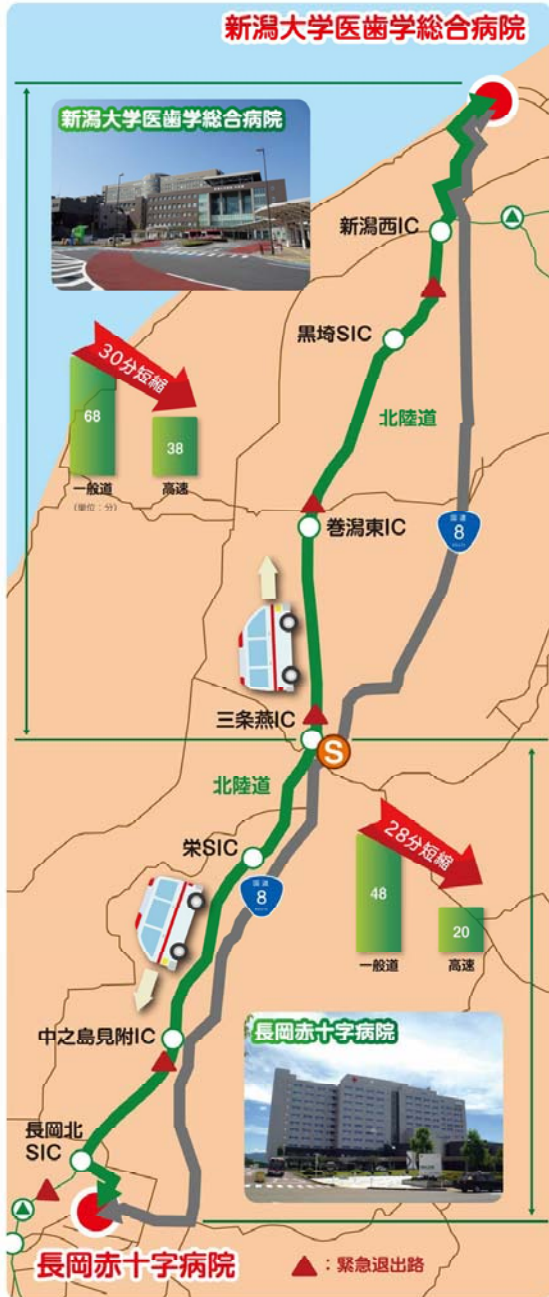 新潟大学医歯学総合病院
新潟大学医歯学総合病院
新潟西IC
黒埼SIC
30分短縮
68
38
一般道
高速
(単位：分)
北陸道
巻潟東IC
国道
8
三条燕IC
S
北陸道
栄SIC
国道
8
28分短縮
48
20
一般道
高速
中之島見附IC
長岡赤十字病院
長岡北
SIC
長岡赤十字病院
：緊急退出路